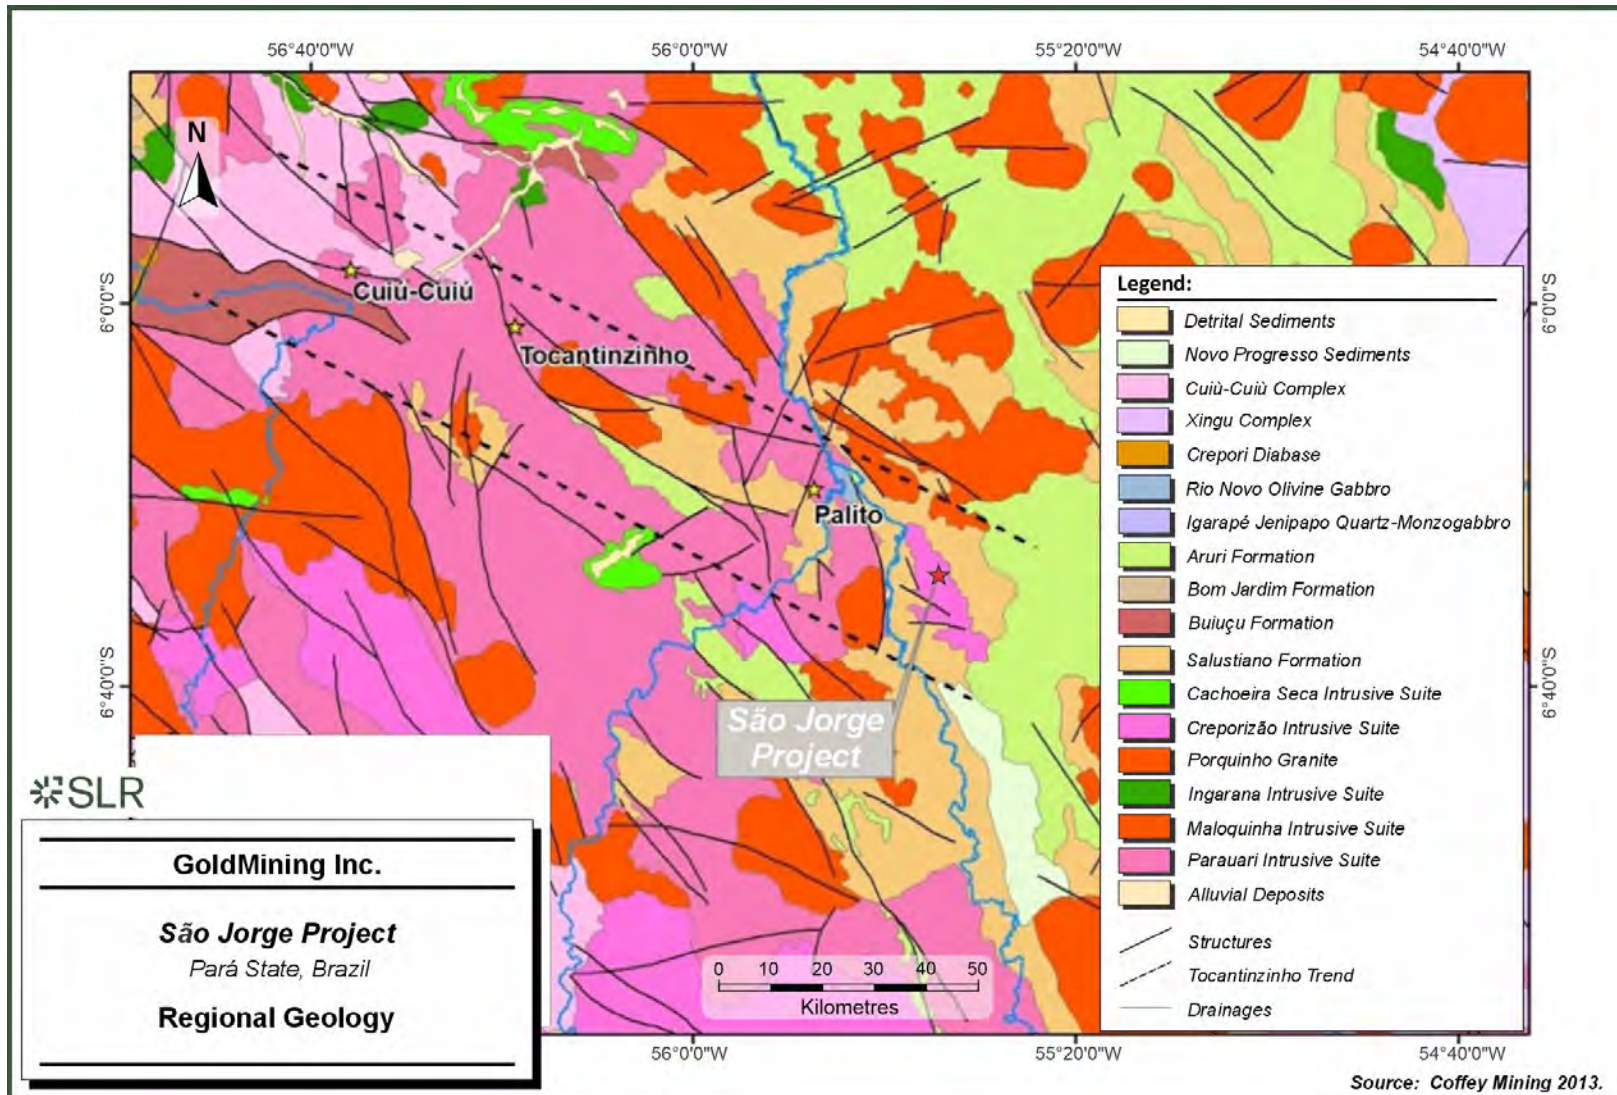 56°40'0"W
56°0'0"W
55°20'0"W
54°40'0"W
N
6°0'0"S
6°0'0"S
Cuiú-Cuiú
Tocantinzinho
Palito
6°40'0"S
6°40'0"S
São Jorge
Project
Legend:
Detrital Sediments
Novo Progresso Sediments
Cuiù-Cuiù Complex
Xingu Complex
Crepori Diabase
Rio Novo Olivine Gabbro
Igarapé Jenipapo Quartz-Monzogabbro
Aruri Formation
Bom Jardim Formation
Buiuçu Formation
Salustiano Formation
Cachoeira Seca Intrusive Suite
Creporizão Intrusive Suite
Porquinho Granite
Ingarana Intrusive Suite
Maloquinha Intrusive Suite
Parauari Intrusive Suite
Alluvial Deposits
Structures
Tocantinzinho Trend
Drainages
SLR
GoldMining Inc.
São Jorge Project
Pará State, Brazil
Regional Geology
0 10 20 30 40 50
Kilometres
56°0'0"W
55°20'0"W
54°40'0"W
Source: Coffey Mining 2013.